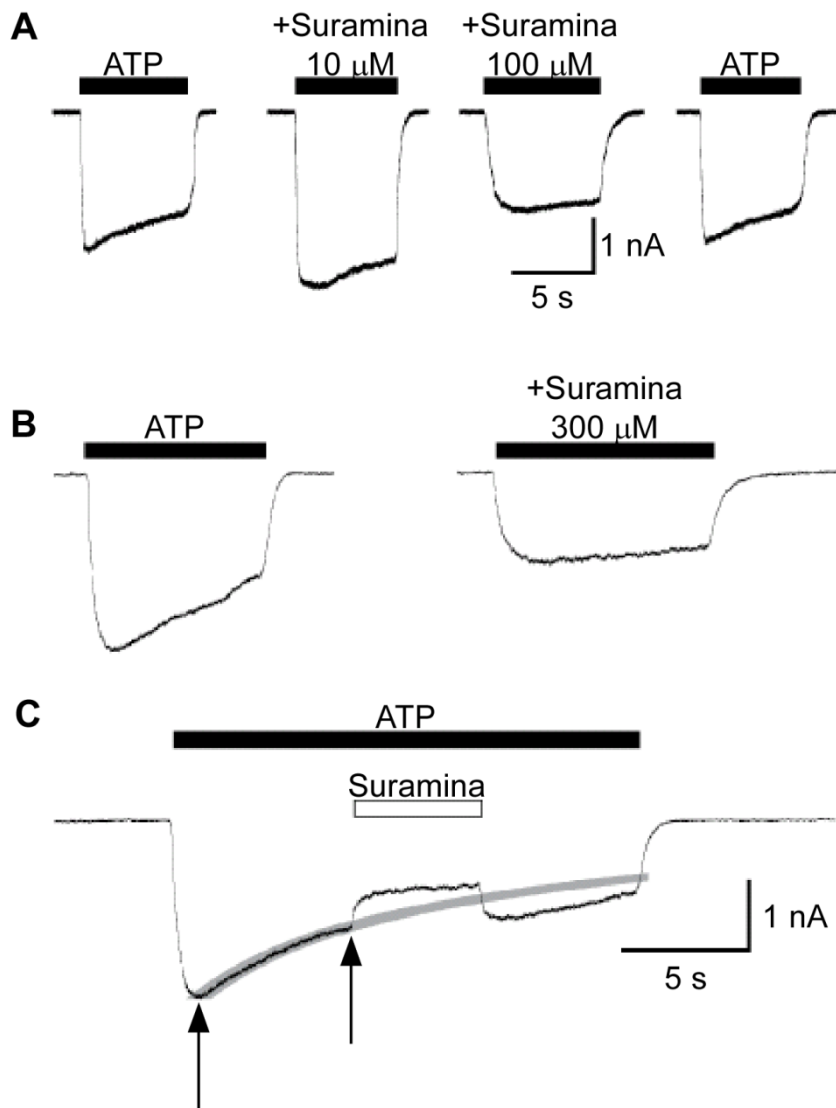 A
ATP
+Suramina
10 μM
+Suramina
100 μM
ATP
1 nA
5 s
B
ATP
+Suramina
300 μM
C
ATP
Suramina
1 nA
5 s